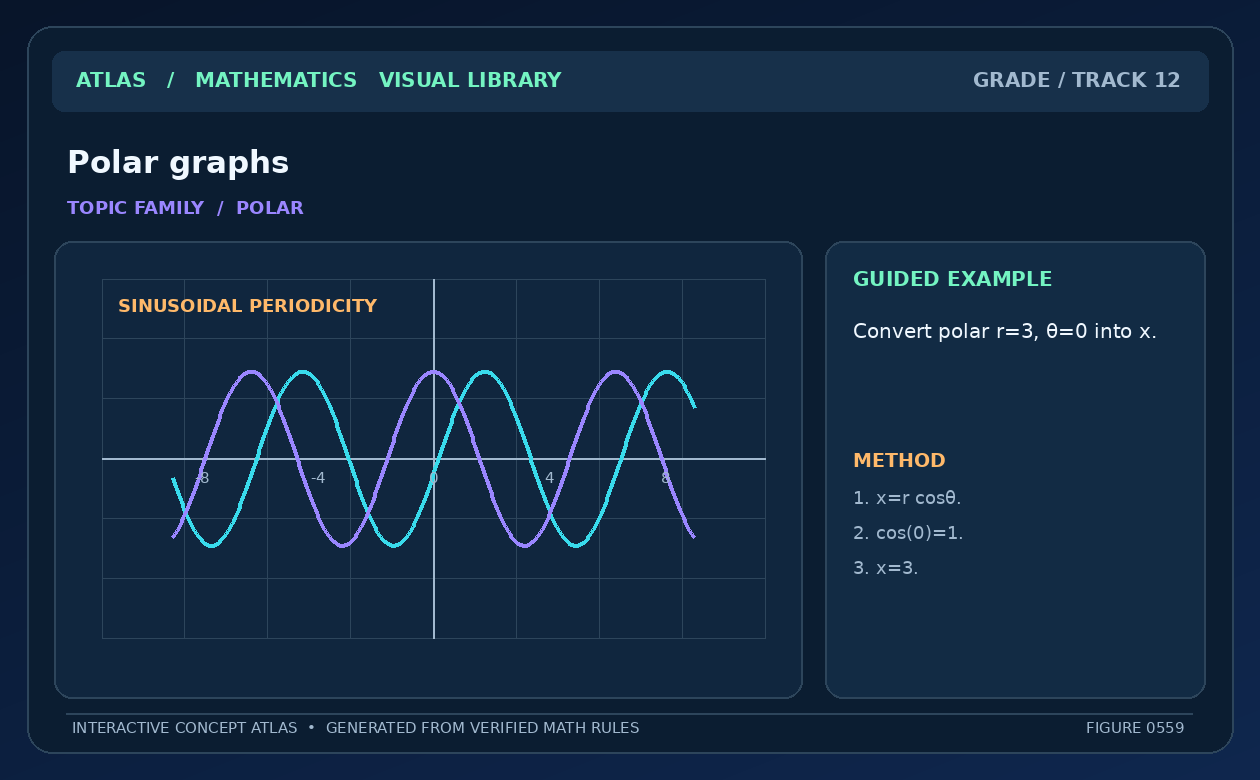 ATLAS / MATHEMATICS VISUAL LIBRARY
GRADE / TRACK 12
Polar graphs
TOPIC FAMILY / POLAR
SINUSOIDAL PERIODICITY
-8 -4 0 4 8
GUIDED EXAMPLE
Convert polar r=3, θ=0 into x.
METHOD
1. x=r cosθ.
2. cos(0)=1.
3. x=3.
INTERACTIVE CONCEPT ATLAS • GENERATED FROM VERIFIED MATH RULES
FIGURE 0559